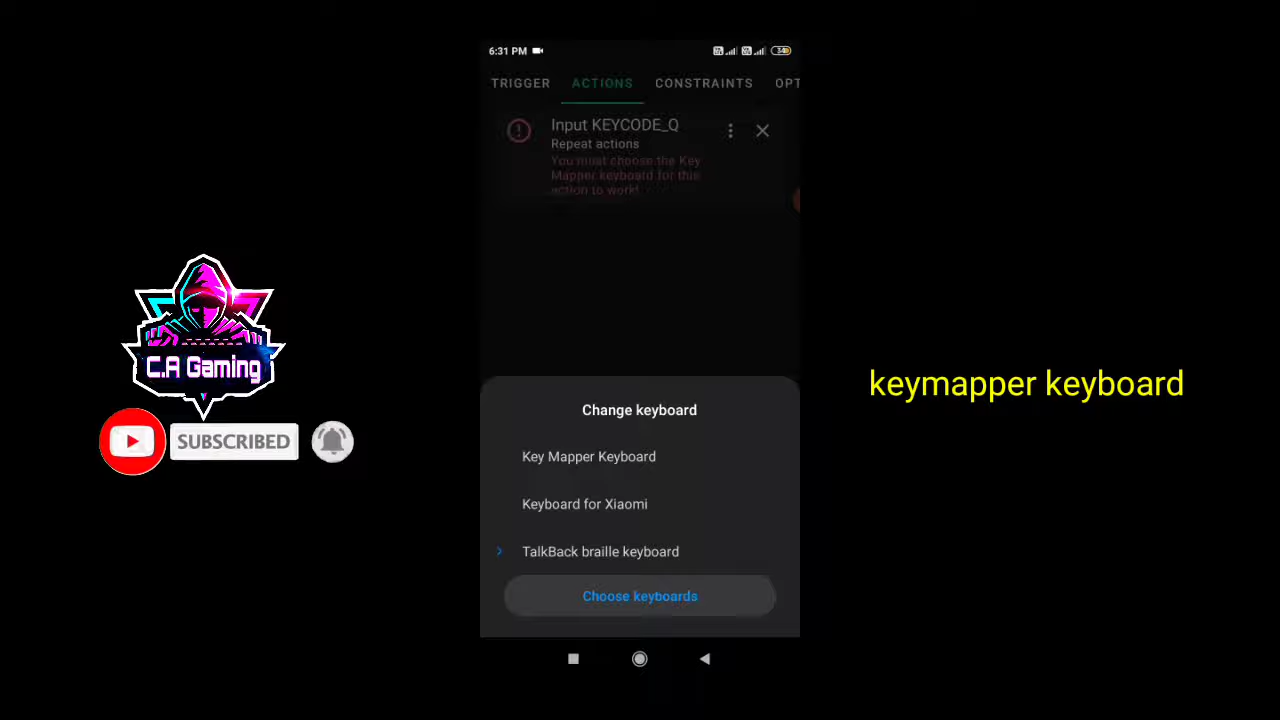 6:31 PM
34
TRIGGER ACTIONS CONSTRAINTS OPT
Input KEYCODE_Q
Repeat actions
You must choose the Key
Mapper keyboard for this
action to work!
C.A Gaming
SUBSCRIBED
keymapper keyboard
Change keyboard
Key Mapper Keyboard
Keyboard for Xiaomi
TalkBack braille keyboard
Choose keyboards